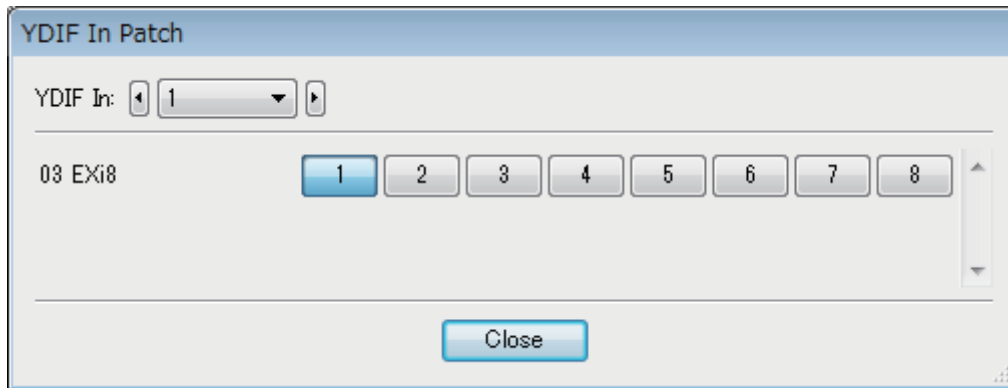 YDIF In Patch
YDIF In: 1
03 EXi8 1 2 3 4 5 6 7 8
Close